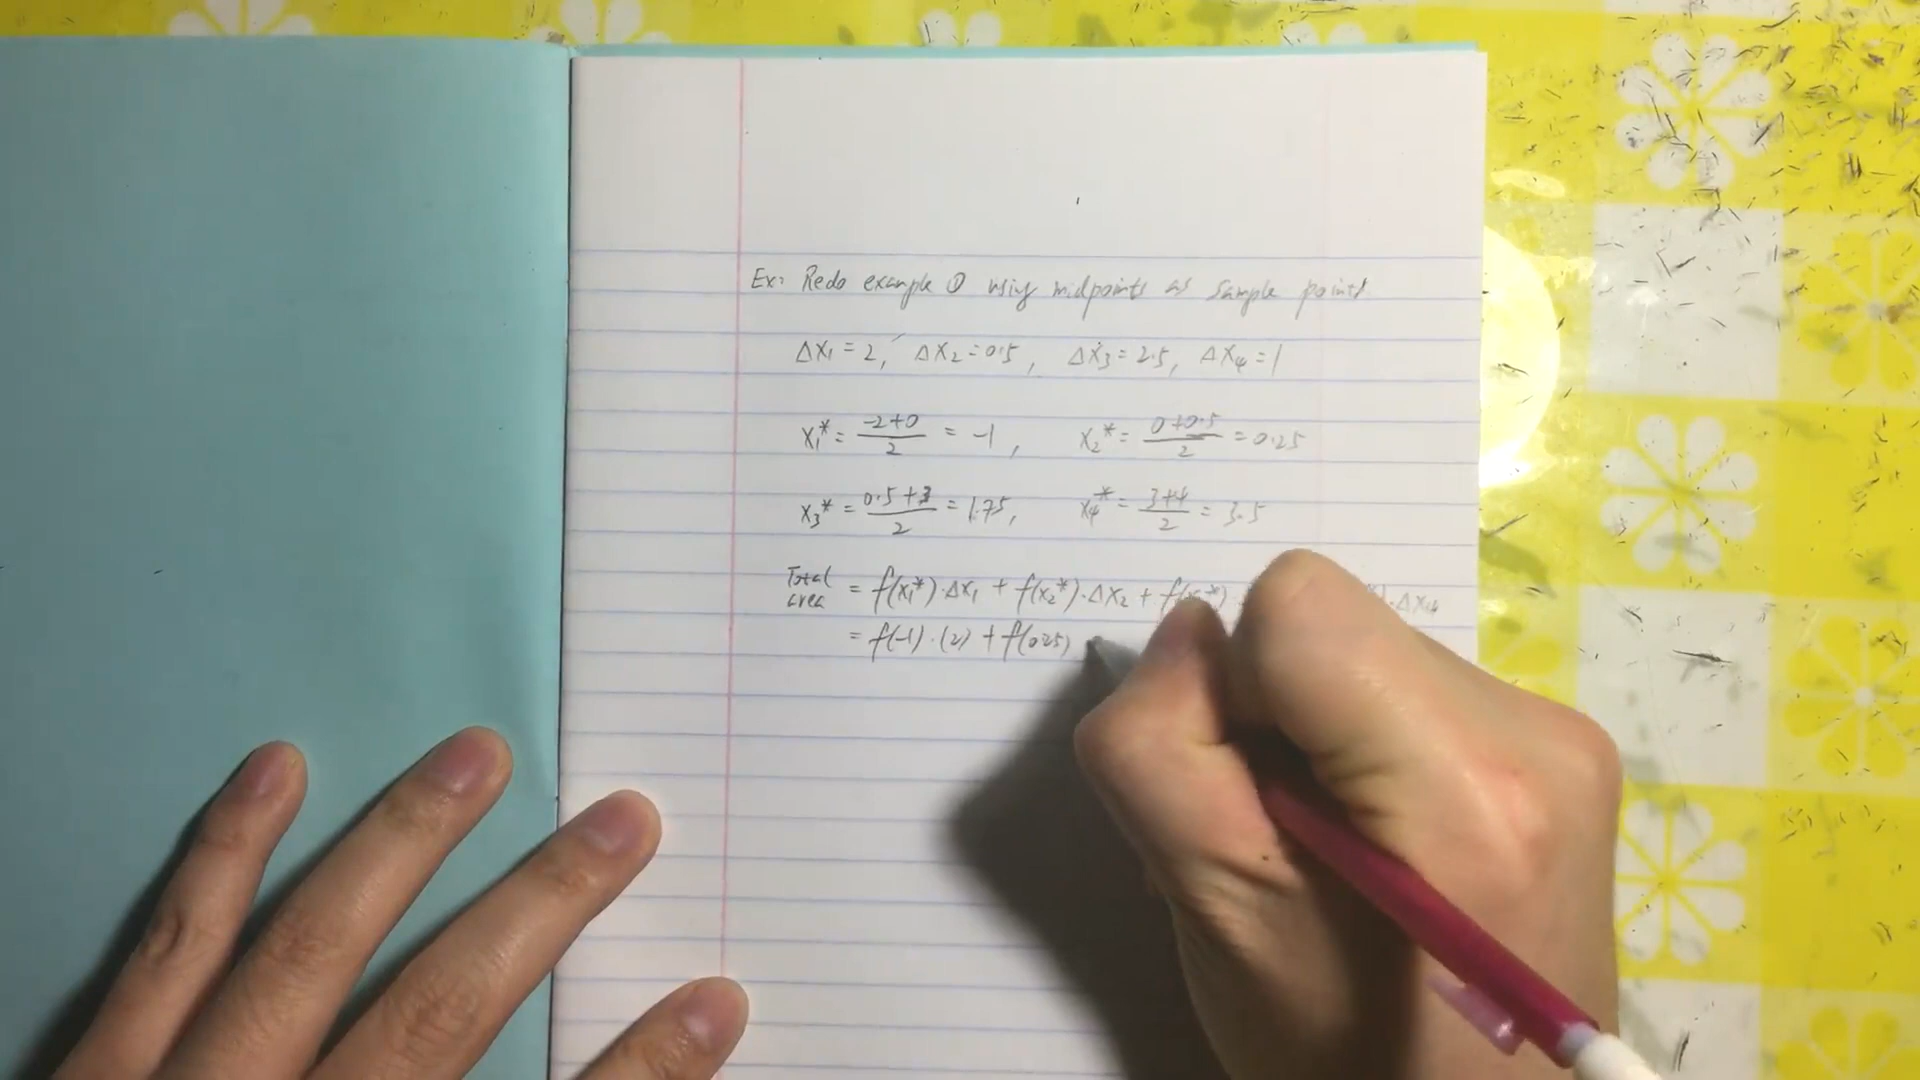 Ex: Redo example ① using midpoints as sample points
Δx₁ = 2, Δx₂ = 0.5, Δx₃ = 2.5, Δx₄ = 1
x₁* = (-2+0)/2 = -1, x₂* = (0+0.5)/2 = 0.25
x₃* = (0.5+3)/2 = 1.75, x₄* = (3+4)/2 = 3.5
Total area = f(x₁*)·Δx₁ + f(x₂*)·Δx₂ + f(x₃*) ·Δx₄
= f(-1)·(2) + f(0.25)